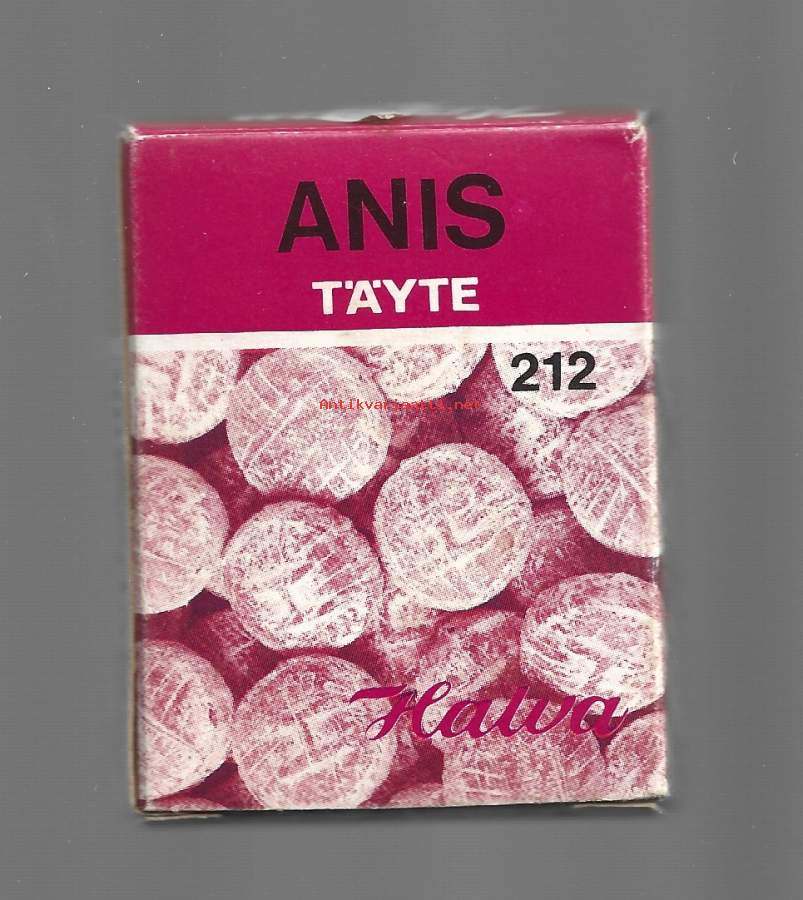 ANIS
TÄYTE
212
Antikvariaatti.net
Halva